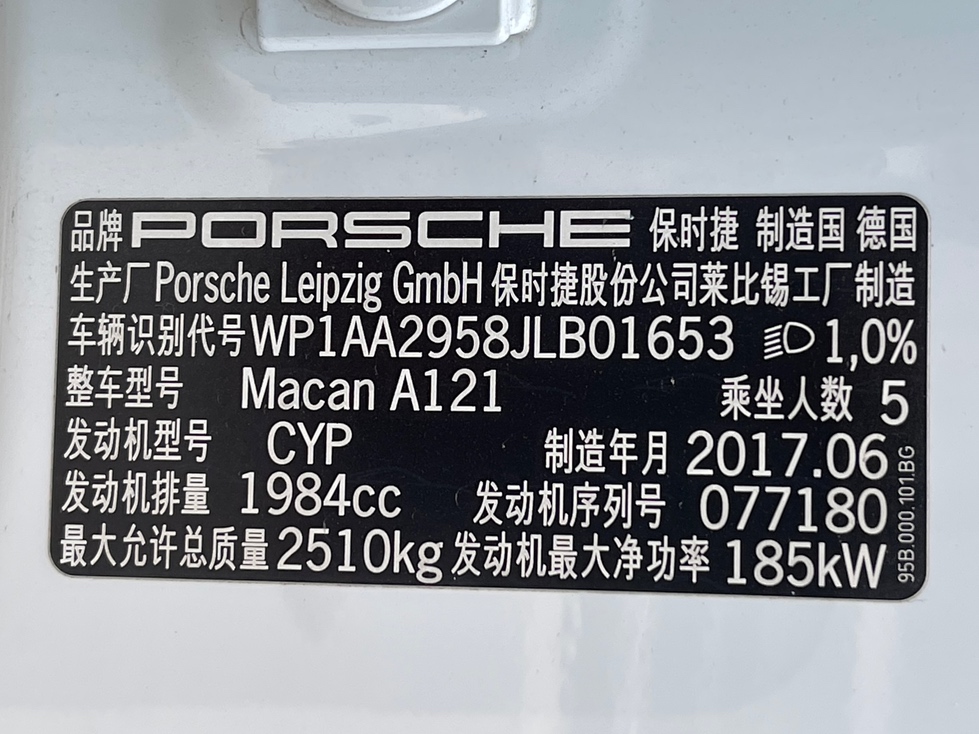 品牌 PORSCHE 保时捷 制造国 德国
生产厂 Porsche Leipzig GmbH 保时捷股份公司莱比锡工厂制造
车辆识别代号 WP1AA2958JLB01653 1,0%
整车型号 Macan A121 乘坐人数 5
发动机型号 CYP 制造年月 2017.06
发动机排量 1984cc 发动机序列号 077180
最大允许总质量 2510kg 发动机最大净功率 185kW
95B.000.101.BG